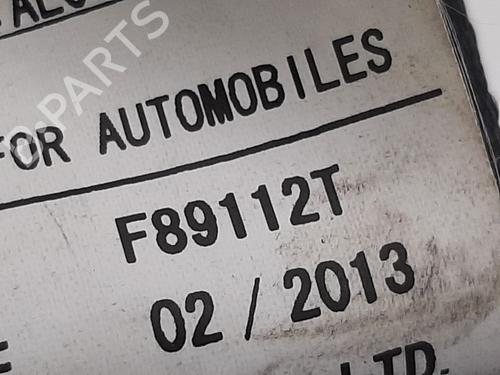 FOR AUTOMOBILES
F89112T
02/2013
LTD.